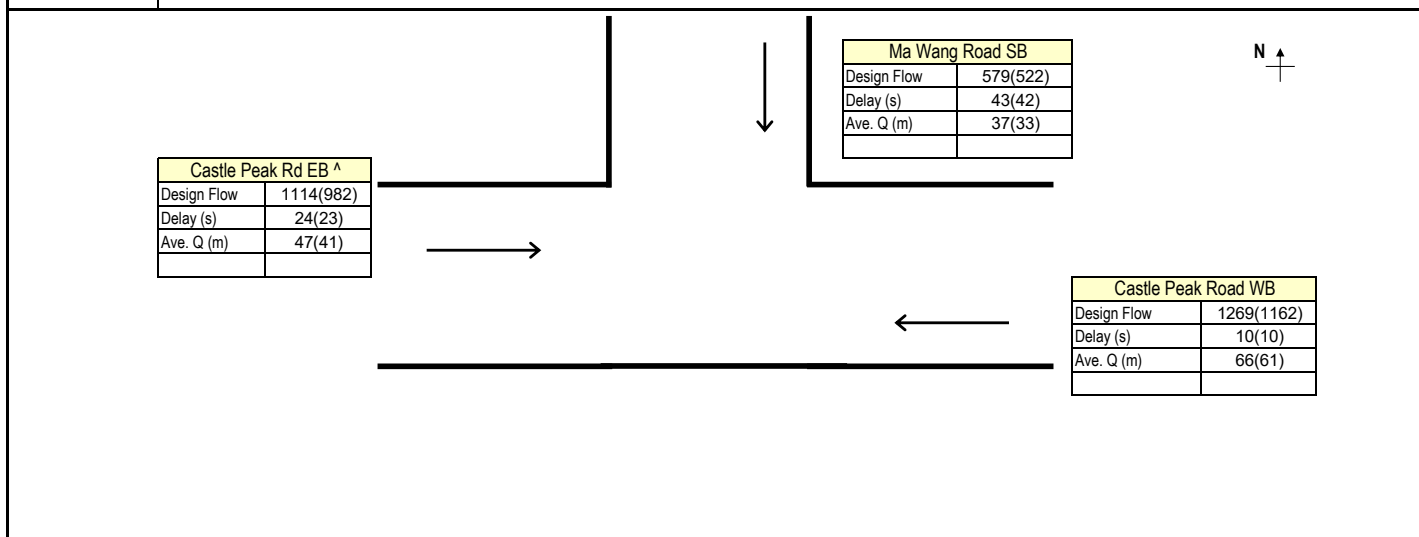 Ma Wang Road SB
Design Flow 579(522)
Delay (s) 43(42)
Ave. Q (m) 37(33)
N
Castle Peak Rd EB ^
Design Flow 1114(982)
Delay (s) 24(23)
Ave. Q (m) 47(41)
Castle Peak Road WB
Design Flow 1269(1162)
Delay (s) 10(10)
Ave. Q (m) 66(61)